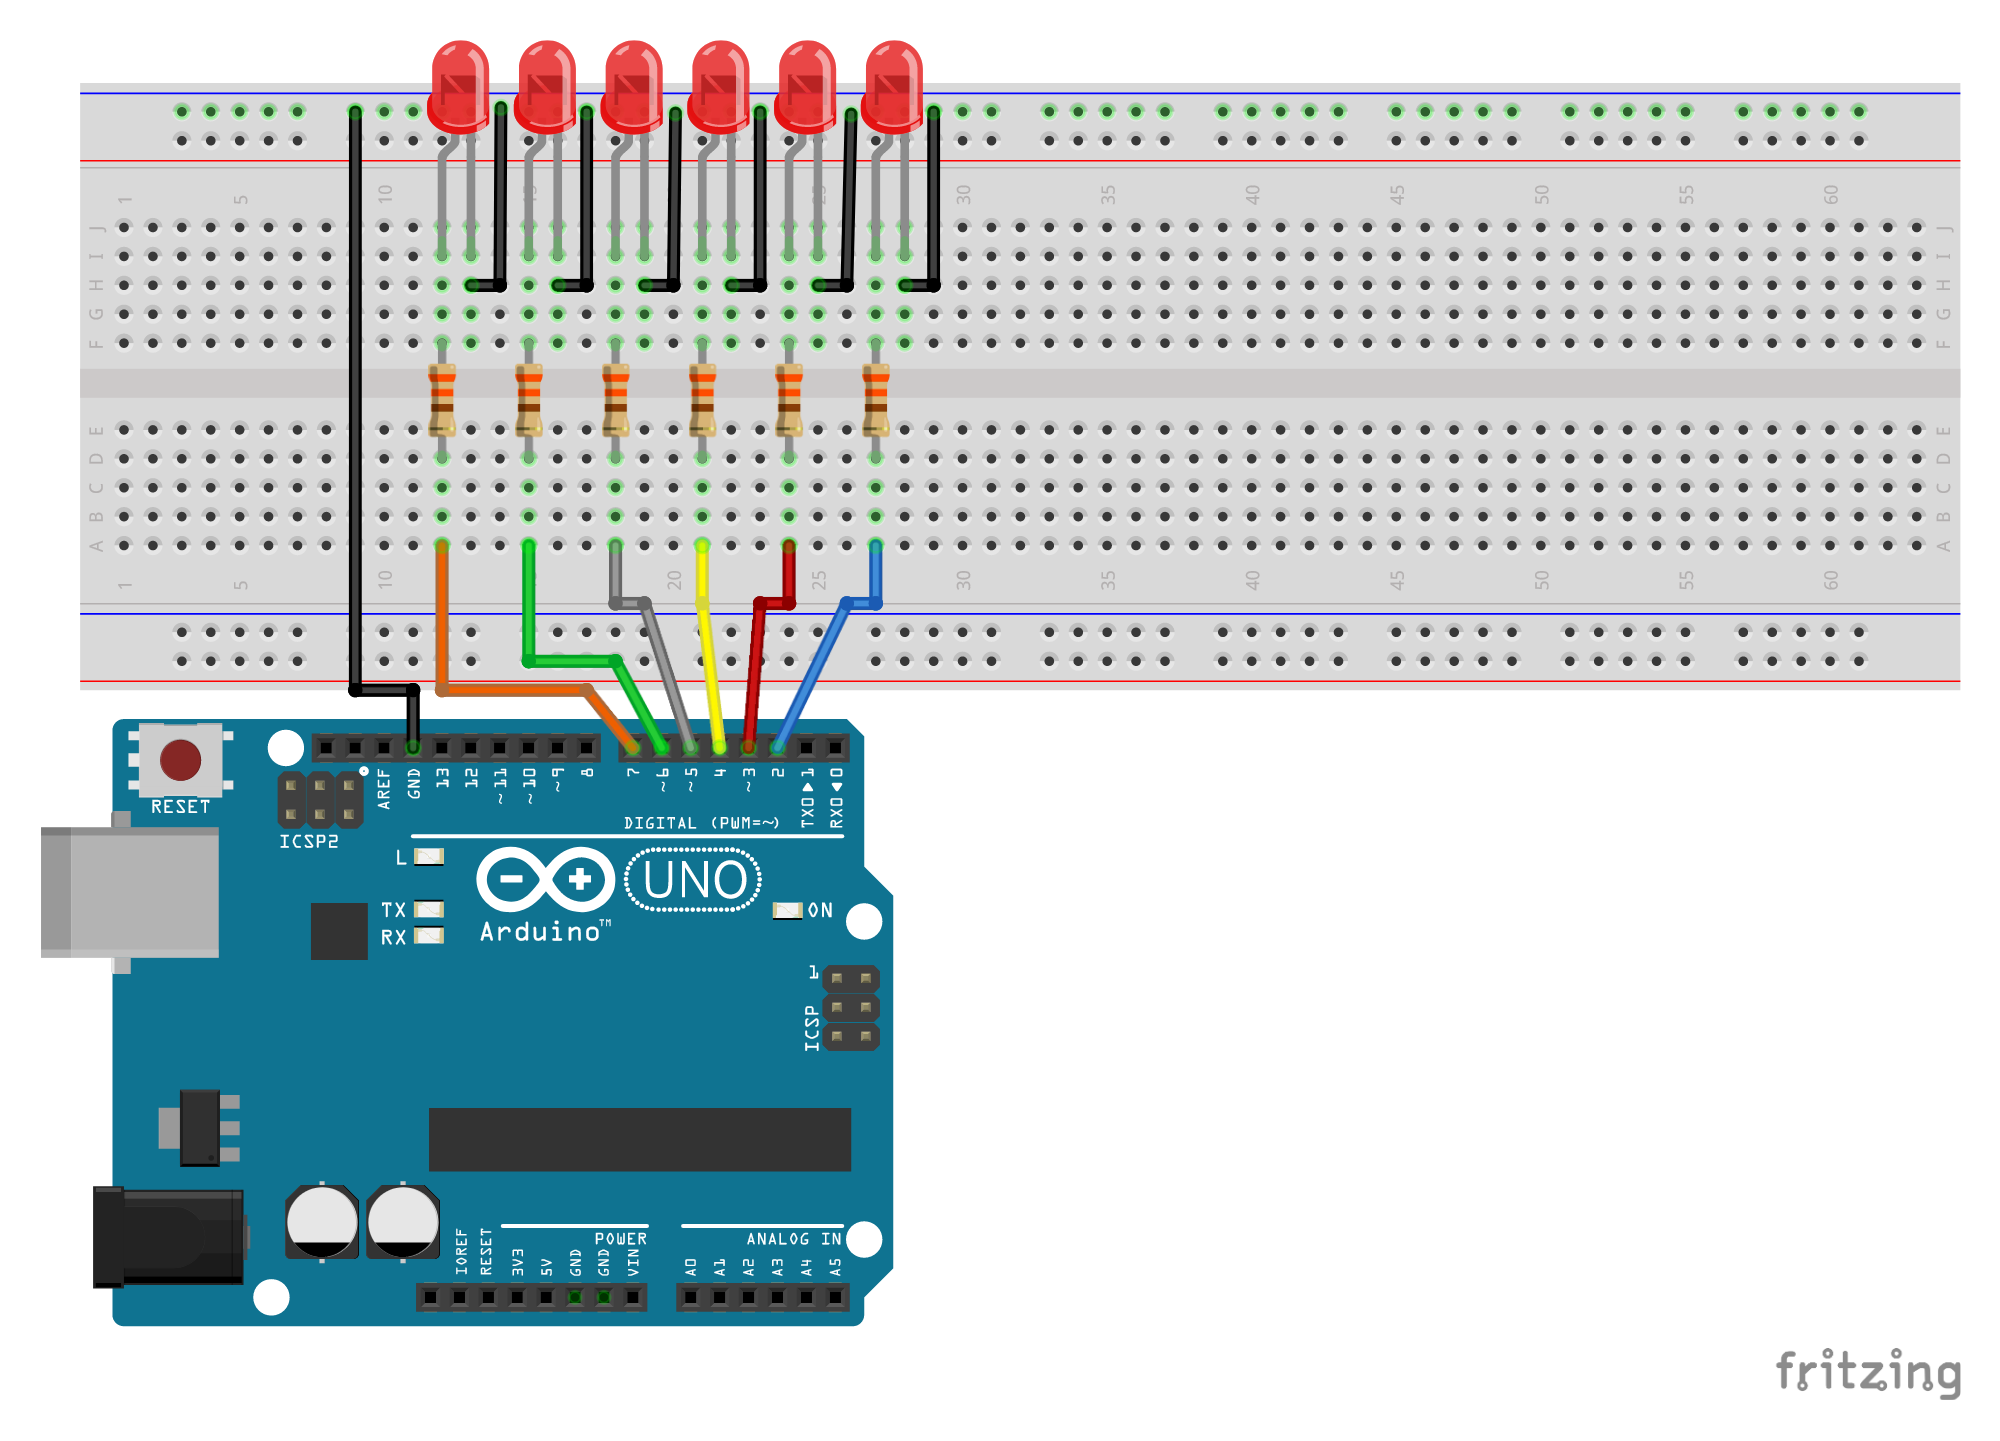 1 5 10 15 20 25 30 35 40 45 50 55 60
J J
I I
H H
G G
F F
E E
D D
C C
B B
A A
1 5 10 20 25 30 35 40 45 50 55 60
AREF GND 13 12 ~11 ~10 ~9 8 7 ~6 ~5 4 ~3 2 TXO▶1 RXO◀0
RESET
DIGITAL (PWM=~)
ICSP2
L
UNO
TX
ON
RX
Arduino™
1
ICSP
POWER
ANALOG IN
IOREF RESET 3V3 5V GND GND VIN A0 A1 A2 A3 A4 A5
fritzing